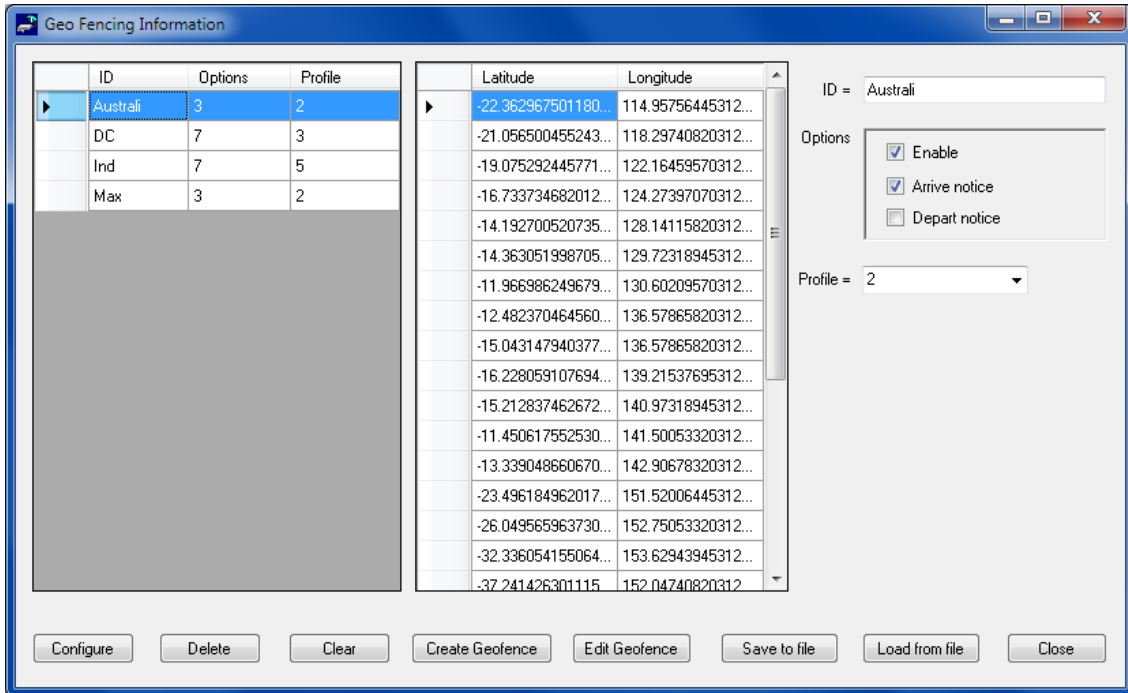 Geo Fencing Information
ID Options Profile
Australi 3 2
DC 7 3
Ind 7 5
Max 3 2
Latitude Longitude
-22.362967501180... 114.95756445312...
-21.056500455243... 118.29740820312...
-19.075292445771... 122.16459570312...
-16.733734682012... 124.27397070312...
-14.192700520735... 128.14115820312...
-14.363051998705... 129.72318945312...
-11.966986249679... 130.60209570312...
-12.482370464560... 136.57865820312...
-15.043147940377... 136.57865820312...
-16.228059107694... 139.21537695312...
-15.212837462672... 140.97318945312...
-11.450617552530... 141.50053320312...
-13.339048660670... 142.90678320312...
-23.496184962017... 151.52006445312...
-26.049565963730... 152.75053320312...
-32.336054155064... 153.62943945312...
-37.241426301115 152.04740820312
ID = Australi
Options
Enable
Arrive notice
Depart notice
Profile = 2
Configure Delete Clear Create Geofence Edit Geofence Save to file Load from file Close